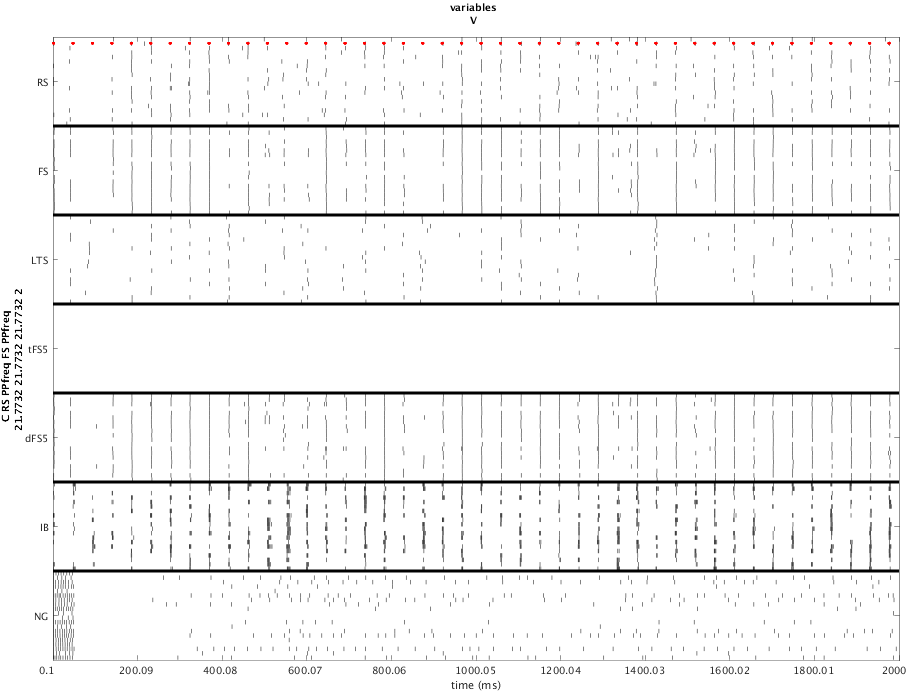 variables
V
C RS PPfreq FS PPfreq
21.7732 21.7732 21.7732 2
RS
FS
LTS
tFS5
dFS5
IB
NG
0.1 200.09 400.08 600.07 800.06 1000.05 1200.04 1400.03 1600.02 1800.01 2000
time (ms)